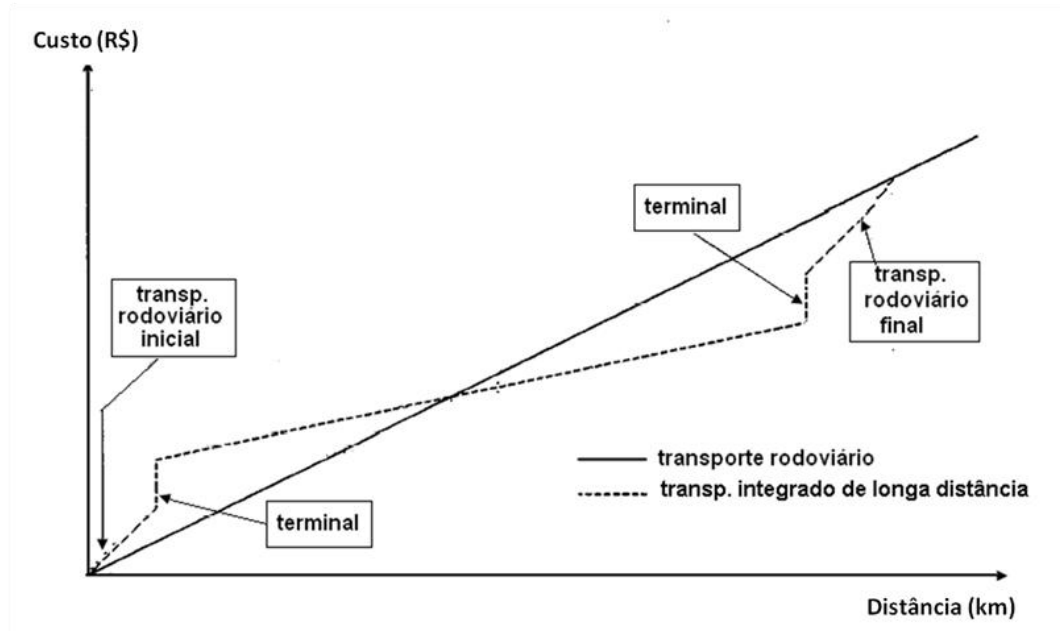 Custo (R$)
terminal
transp.
rodoviário
final
transp.
rodoviário
inicial
transporte rodoviário
transp. integrado de longa distância
terminal
Distância (km)